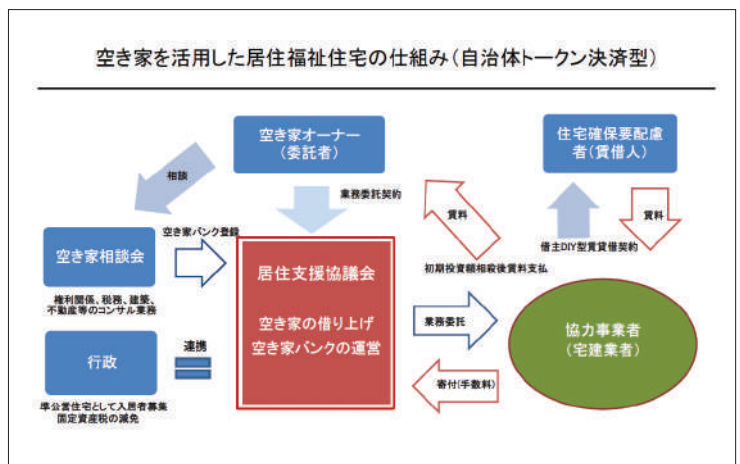 空き家を活用した居住福祉住宅の仕組み(自治体トークン決済型)
空き家オーナー
(委託者)
住宅確保要配慮
者(賃借人)
相談
業務委託契約
賃料
賃料
空き家バンク登録
借主DIY型賃貸借契約
空き家相談会
居住支援協議会
初期投資額相殺後賃料支払
権利関係、税務、建築、
不動産等のコンサル業務
空き家の借り上げ
空き家バンクの運営
業務委託
協力事業者
(宅建業者)
連携
行政
寄付(手数料)
準公営住宅として入居者募集
固定資産税の減免